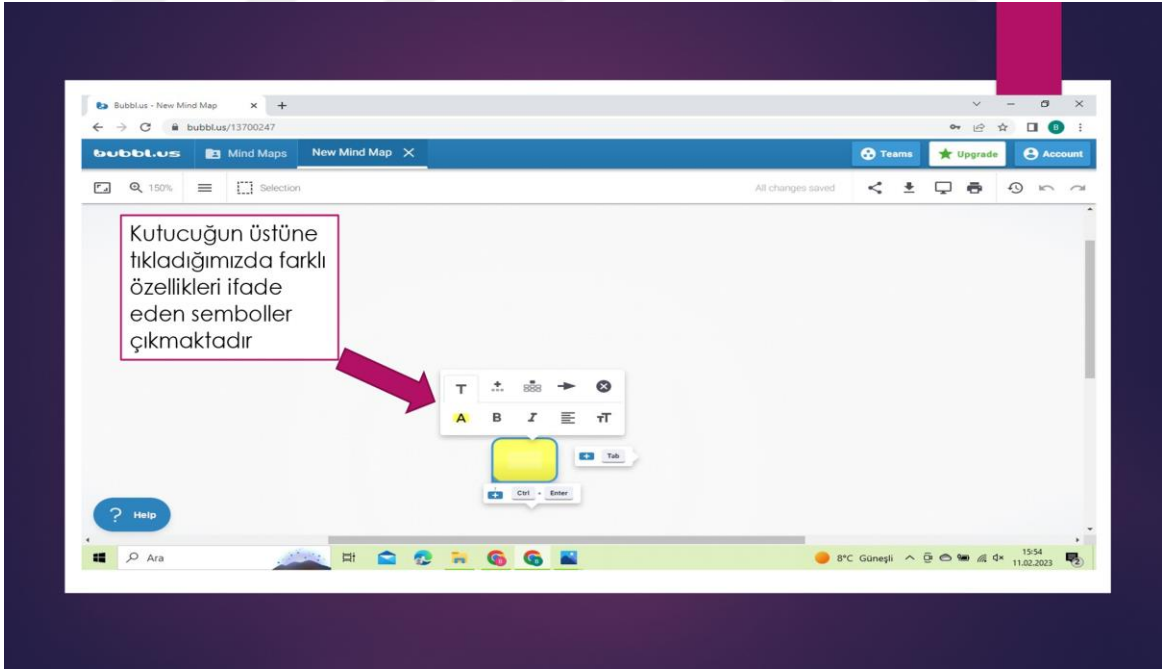 Bubbl.us - New Mind Map
bubbl.us/13700247
B
bubbl.us Mind Maps New Mind Map Teams Upgrade Account
150% Selection All changes saved
Kutucuğun üstüne
tıkladığımızda farklı
özellikleri ifade
eden semboller
çıkmaktadır
T
A B I TT
Tab
Ctrl + Enter
? Help
Ara 8°C Güneşli 15:54
11.02.2023
2